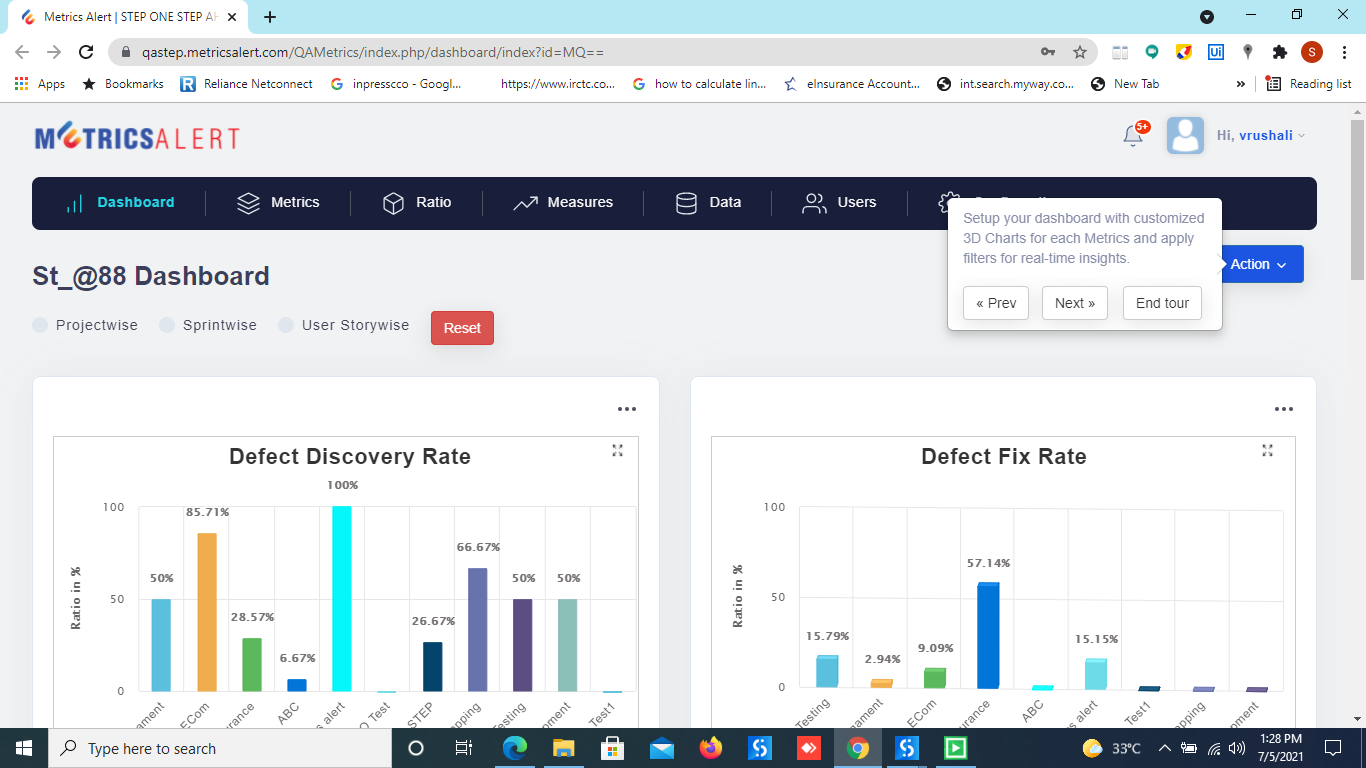 Metrics Alert | STEP ONE STEP AH
qastep.metricsalert.com/QAMetrics/index.php/dashboard/index?id=MQ==
S
Apps Bookmarks Reliance Netconnect inpresscco - Googl... https://www.irctc.co... how to calculate lin... eInsurance Account... int.search.myway.co... New Tab » Reading list
METRICSALERT
5+
Hi, vrushali
Dashboard Metrics Ratio Measures Data Users
Setup your dashboard with customized
3D Charts for each Metrics and apply
filters for real-time insights.
« Prev Next » End tour
Action
St_@88 Dashboard
Projectwise Sprintwise User Storywise Reset
Defect Discovery Rate
100%
100
85.71%
66.67%
50% 50% 50%
50
28.57%
26.67%
6.67%
0
Ratio in %
ament ECom urance ABC s alert O Test STEP pping esting pment Test1
Defect Fix Rate
100
57.14%
50
15.79% 2.94% 9.09% 15.15%
0
Ratio in %
Testing ament ECom urance ABC s alert Test1 pping pment
Type here to search
33°C
1:28 PM
7/5/2021